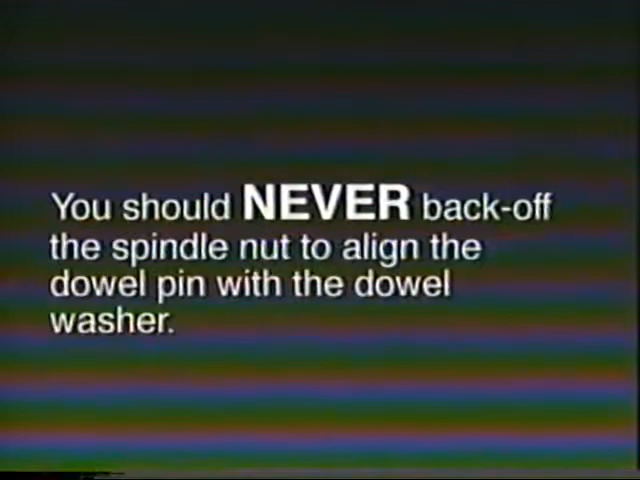 You should NEVER back-off
the spindle nut to align the
dowel pin with the dowel
washer.